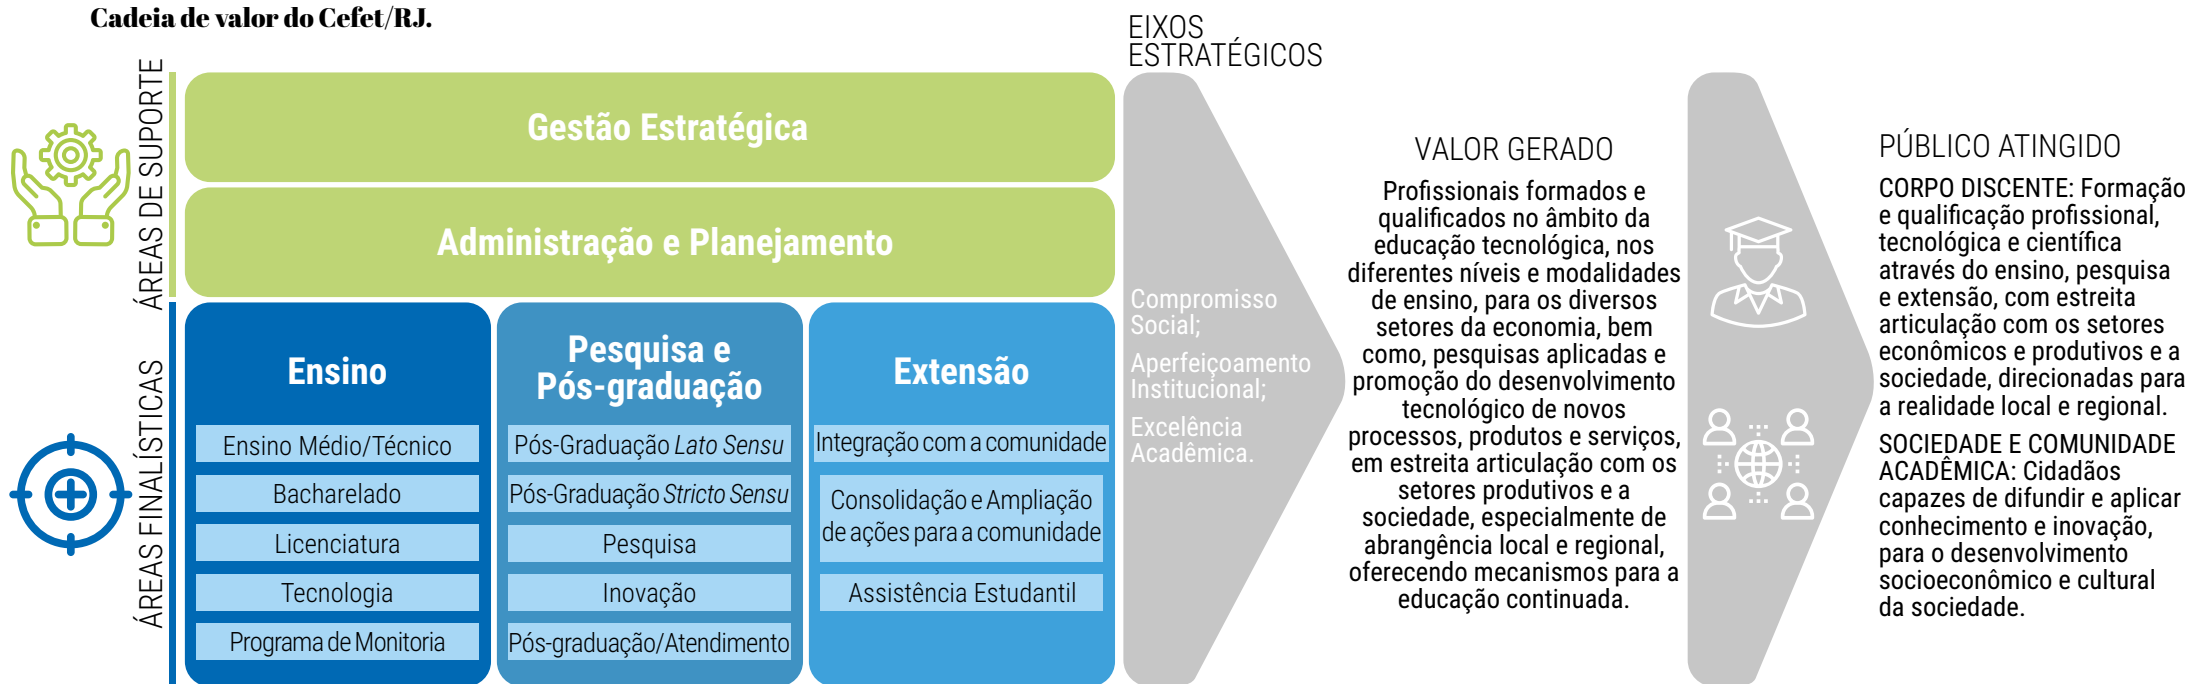 Cadeia de valor do Cefet/RJ.
ÁREAS DE SUPORTE
Gestão Estratégica
Administração e Planejamento
ÁREAS FINALÍSTICAS
Ensino
Ensino Médio/Técnico
Bacharelado
Licenciatura
Tecnologia
Programa de Monitoria
Pesquisa e
Pós-graduação
Pós-Graduação Lato Sensu
Pós-Graduação Stricto Sensu
Pesquisa
Inovação
Pós-graduação/Atendimento
Extensão
Integração com a comunidade
Consolidação e Ampliação
de ações para a comunidade
Assistência Estudantil
EIXOS
ESTRATÉGICOS
Compromisso
Social;
Aperfeiçoamento
Institucional;
Excelência
Acadêmica.
VALOR GERADO
Profissionais formados e
qualificados no âmbito da
educação tecnológica, nos
diferentes níveis e modalidades
de ensino, para os diversos
setores da economia, bem
como, pesquisas aplicadas e
promoção do desenvolvimento
tecnológico de novos
processos, produtos e serviços,
em estreita articulação com os
setores produtivos e a
sociedade, especialmente de
abrangência local e regional,
oferecendo mecanismos para a
educação continuada.
PÚBLICO ATINGIDO
CORPO DISCENTE: Formação
e qualificação profissional,
tecnológica e científica
através do ensino, pesquisa
e extensão, com estreita
articulação com os setores
econômicos e produtivos e a
sociedade, direcionadas para
a realidade local e regional.
SOCIEDADE E COMUNIDADE
ACADÊMICA: Cidadãos
capazes de difundir e aplicar
conhecimento e inovação,
para o desenvolvimento
socioeconômico e cultural
da sociedade.